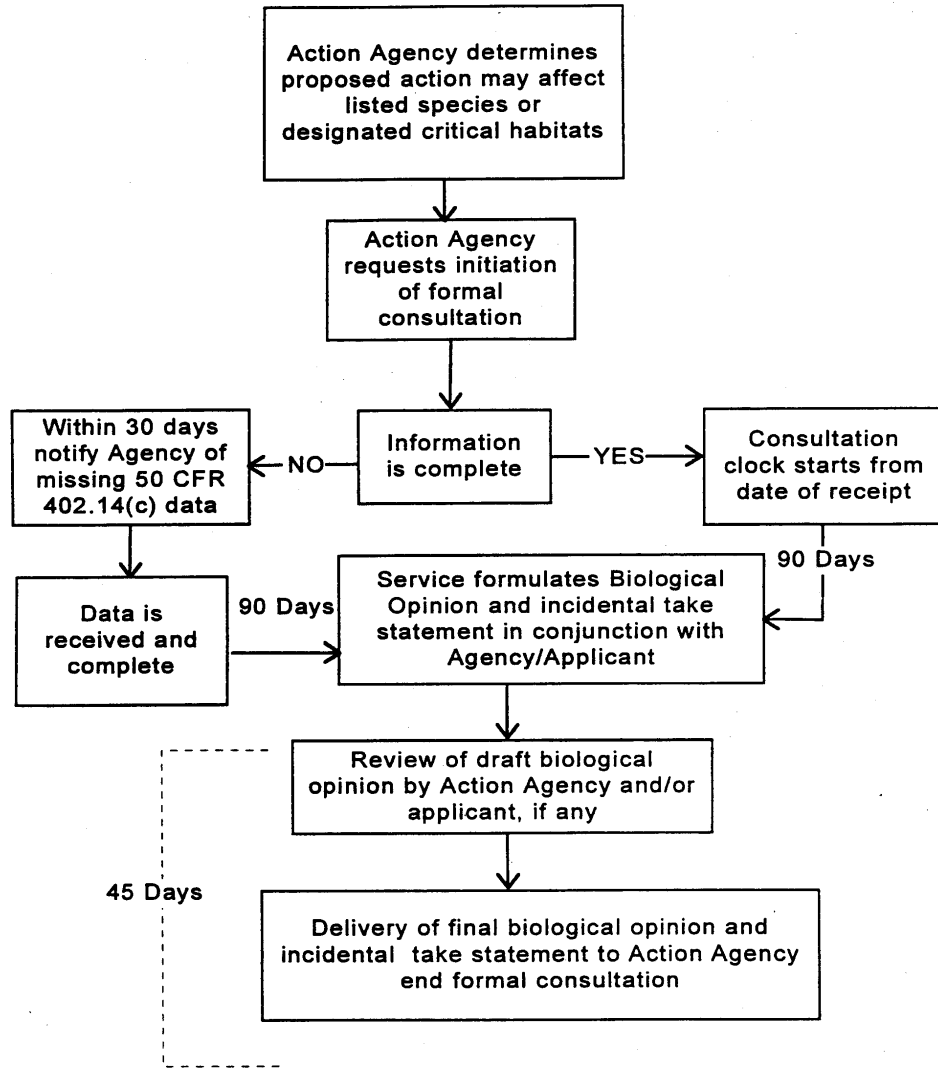 Action Agency determines
proposed action may affect
listed species or
designated critical habitats
Action Agency
requests initiation
of formal
consultation
Within 30 days
notify Agency of
missing 50 CFR
402.14(c) data
NO
Information
is complete
YES
Consultation
clock starts from
date of receipt
90 Days
Data is
received and
complete
90 Days
Service formulates Biological
Opinion and incidental take
statement in conjunction with
Agency/Applicant
Review of draft biological
opinion by Action Agency and/or
applicant, if any
45 Days
Delivery of final biological opinion and
incidental take statement to Action Agency
end formal consultation